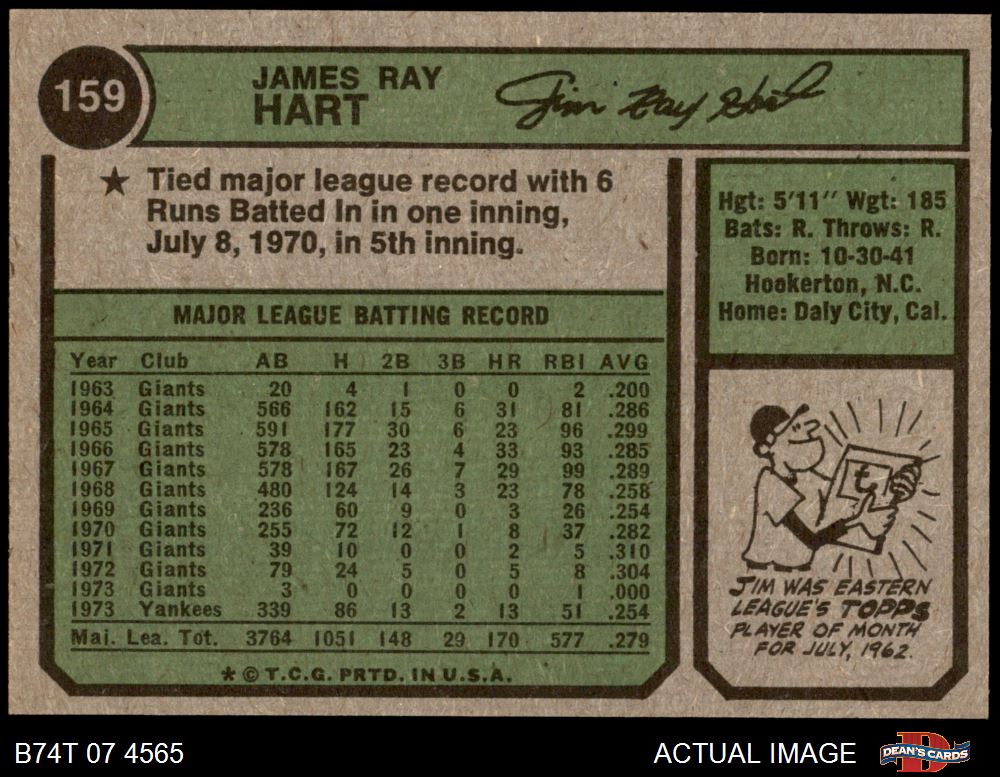 159
JAMES RAY
HART
Jim Ray Hart
★ Tied major league record with 6
Runs Batted In in one inning,
July 8, 1970, in 5th inning.
Hgt: 5'11'' Wgt: 185
Bats: R. Throws: R.
Born: 10-30-41
Hookerton, N.C.
Home: Daly City, Cal.
MAJOR LEAGUE BATTING RECORD
Year Club AB H 2B 3B HR RBI AVG
1963 Giants 20 4 1 0 0 2 .200
1964 Giants 566 162 15 6 31 81 .286
1965 Giants 591 177 30 6 23 96 .299
1966 Giants 578 165 23 4 33 93 .285
1967 Giants 578 167 26 7 29 99 .289
1968 Giants 480 124 14 3 23 78 .258
1969 Giants 236 60 9 0 3 26 .254
1970 Giants 255 72 12 1 8 37 .282
1971 Giants 39 10 0 0 2 5 .310
1972 Giants 79 24 5 0 5 8 .304
1973 Giants 3 0 0 0 0 1 .000
1973 Yankees 339 86 13 2 13 51 .254
Maj. Lea. Tot. 3764 1051 148 29 170 577 .279
* © T.C.G. PRTD. IN U.S.A.
t
JIM WAS EASTERN
LEAGUE'S TOPPS
PLAYER OF MONTH
FOR JULY, 1962.
B74T 07 4565
ACTUAL IMAGE
DEAN'S CARDS